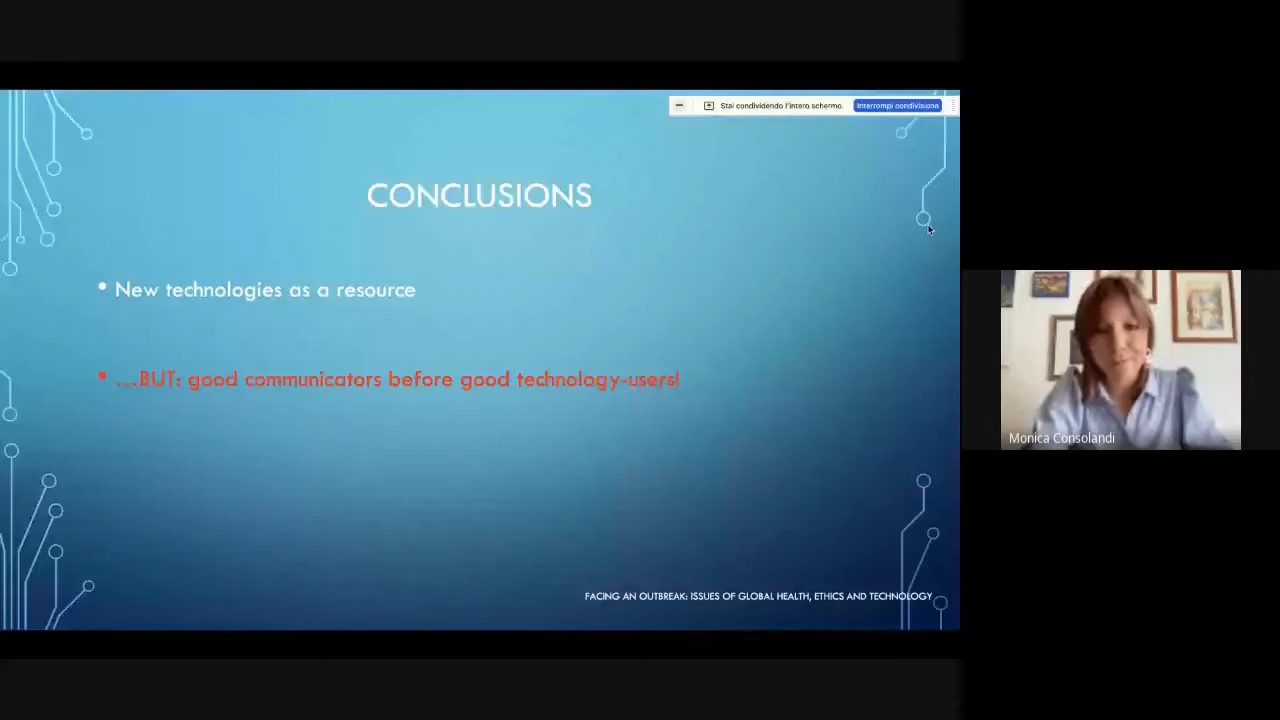 Stai condividendo l'intero schermo.
Interrompi condivisione
CONCLUSIONS
• New technologies as a resource
• ...BUT: good communicators before good technology-users!
FACING AN OUTBREAK: ISSUES OF GLOBAL HEALTH, ETHICS AND TECHNOLOGY
Monica Consolandi